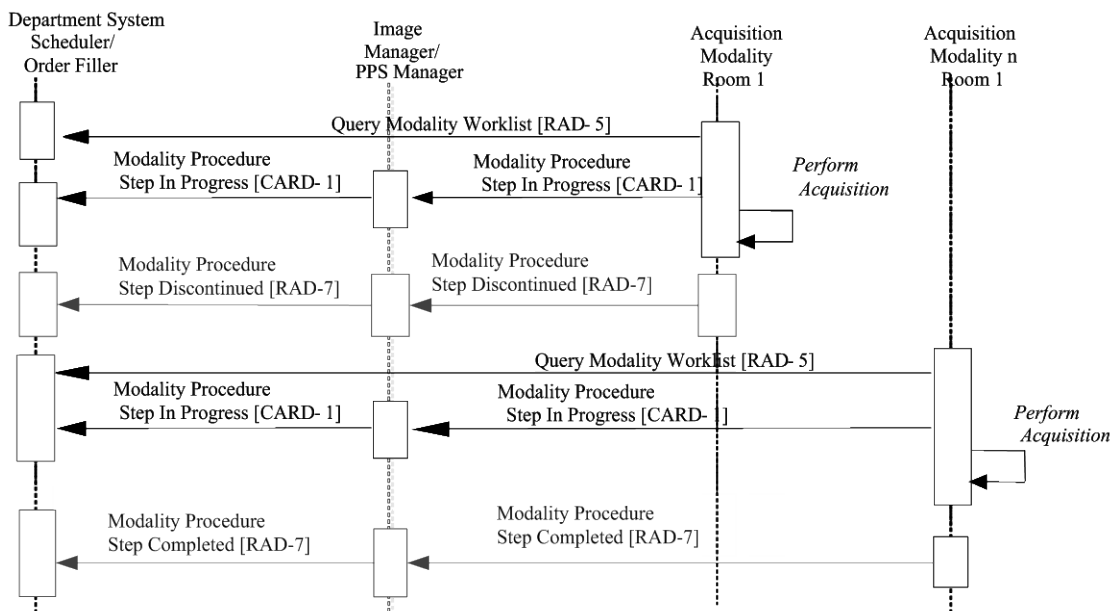 Department System
Scheduler/
Order Filler
Image
Manager/
PPS Manager
Acquisition
Modality
Room 1
Acquisition
Modality n
Room 1
Query Modality Worklist [RAD- 5]
Modality Procedure
Step In Progress [CARD- 1]
Modality Procedure
Step In Progress [CARD- 1]
Perform
Acquisition
Modality Procedure
Step Discontinued [RAD-7]
Modality Procedure
Step Discontinued [RAD-7]
Query Modality Worklist [RAD- 5]
Modality Procedure
Step In Progress [CARD- 1]
Modality Procedure
Step In Progress [CARD- 1]
Perform
Acquisition
Modality Procedure
Step Completed [RAD-7]
Modality Procedure
Step Completed [RAD-7]